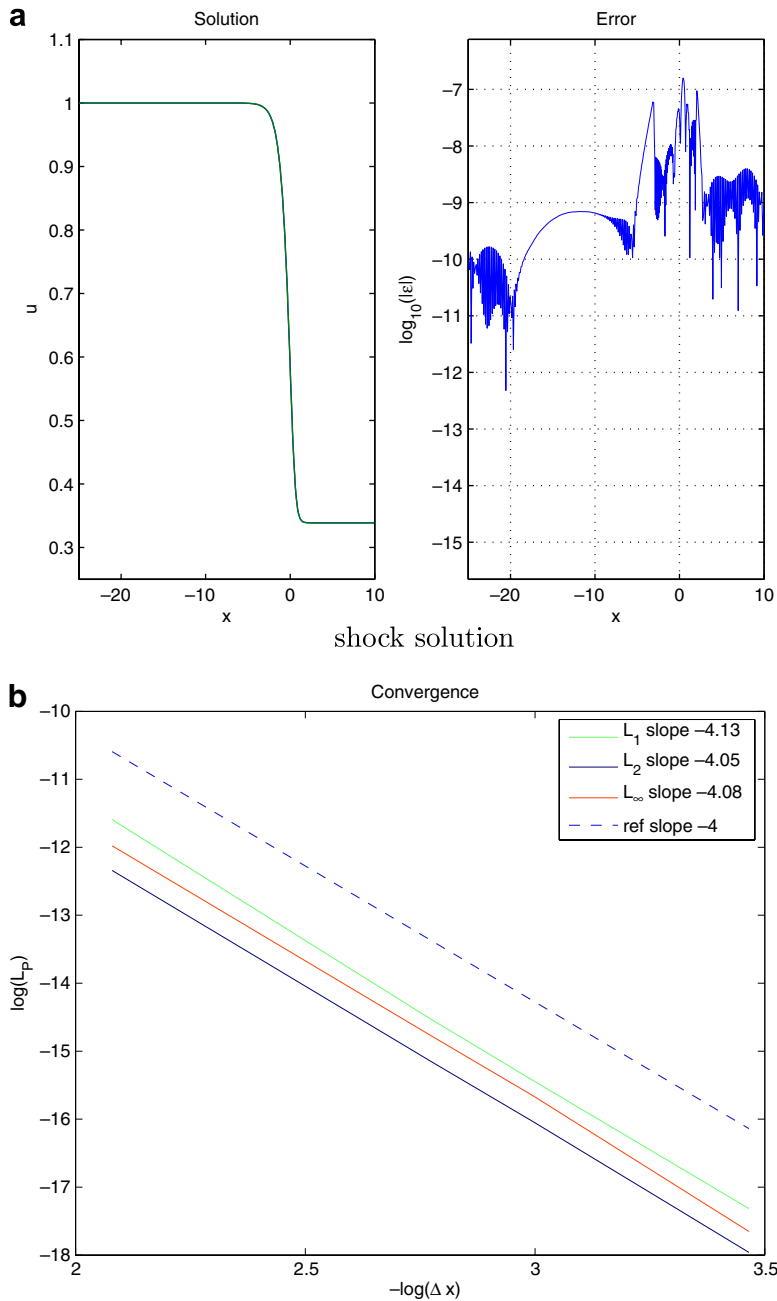 a
Solution
1.1
1
0.9
0.8
0.7
0.6
0.5
0.4
0.3
u
−20
−10
0
10
x
Error
−7
−8
−9
−10
−11
−12
−13
−14
−15
log10(|ε|)
−20
−10
0
10
x
shock solution
b
Convergence
−10
−11
−12
−13
−14
−15
−16
−17
−18
log(LP)
L1 slope −4.13
L2 slope −4.05
L∞ slope −4.08
ref slope −4
2
2.5
3
3.5
−log(Δ x)